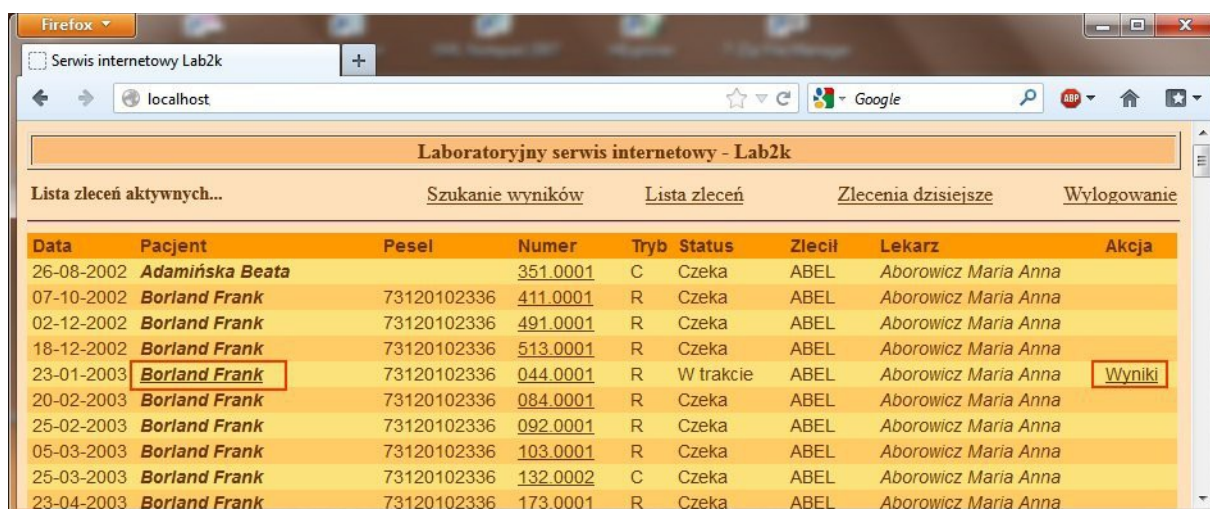 Firefox
Serwis internetowy Lab2k
localhost
Google
ABP
Laboratoryjny serwis internetowy - Lab2k
Lista zleceń aktywnych... Szukanie wyników Lista zleceń Zlecenia dzisiejsze Wylogowanie
Data Pacjent Pesel Numer Tryb Status Zlecił Lekarz Akcja
26-08-2002 Adamińska Beata 351.0001 C Czeka ABEL Aborowicz Maria Anna
07-10-2002 Borland Frank 73120102336 411.0001 R Czeka ABEL Aborowicz Maria Anna
02-12-2002 Borland Frank 73120102336 491.0001 R Czeka ABEL Aborowicz Maria Anna
18-12-2002 Borland Frank 73120102336 513.0001 R Czeka ABEL Aborowicz Maria Anna
23-01-2003 Borland Frank 73120102336 044.0001 R W trakcie ABEL Aborowicz Maria Anna Wyniki
20-02-2003 Borland Frank 73120102336 084.0001 R Czeka ABEL Aborowicz Maria Anna
25-02-2003 Borland Frank 73120102336 092.0001 R Czeka ABEL Aborowicz Maria Anna
05-03-2003 Borland Frank 73120102336 103.0001 R Czeka ABEL Aborowicz Maria Anna
25-03-2003 Borland Frank 73120102336 132.0002 C Czeka ABEL Aborowicz Maria Anna
23-04-2003 Borland Frank 73120102336 173.0001 R Czeka ABEL Aborowicz Maria Anna